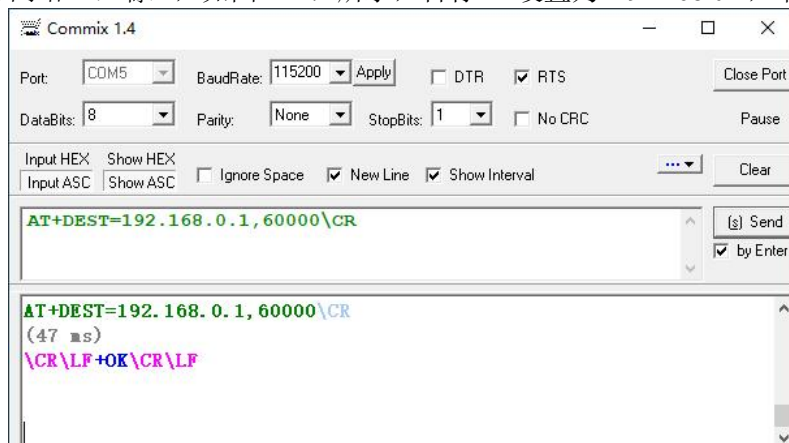 Commix 1.4
Port: COM5 BaudRate: 115200 Apply DTR RTS Close Port
DataBits: 8 Parity: None StopBits: 1 No CRC Pause
Input HEX Show HEX
Input ASC Show ASC Ignore Space New Line Show Interval ... Clear
AT+DEST=192.168.0.1,60000\CR
(s) Send
by Enter
AT+DEST=192.168.0.1,60000\CR
(47 ms)
\CR\LF+OK\CR\LF